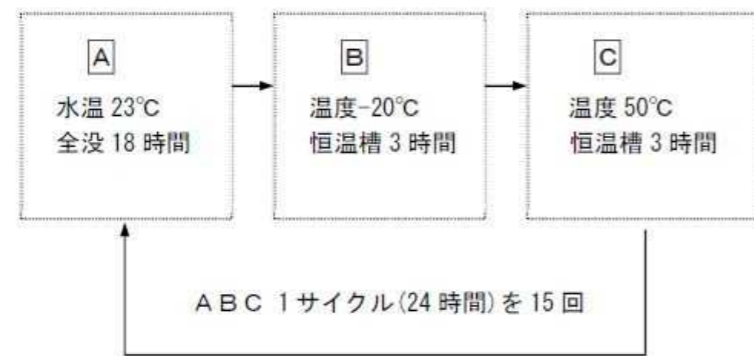 A
水温 23℃
全没 18 時間
B
温度-20℃
恒温槽 3 時間
C
温度 50℃
恒温槽 3 時間
ABC 1サイクル(24 時間)を 15 回